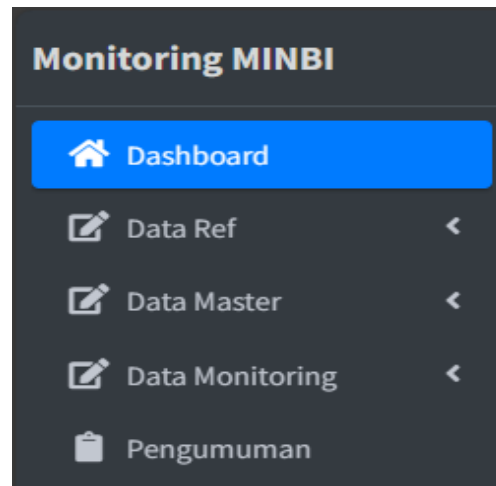 Monitoring MINBI
Dashboard
Data Ref
Data Master
Data Monitoring
Pengumuman